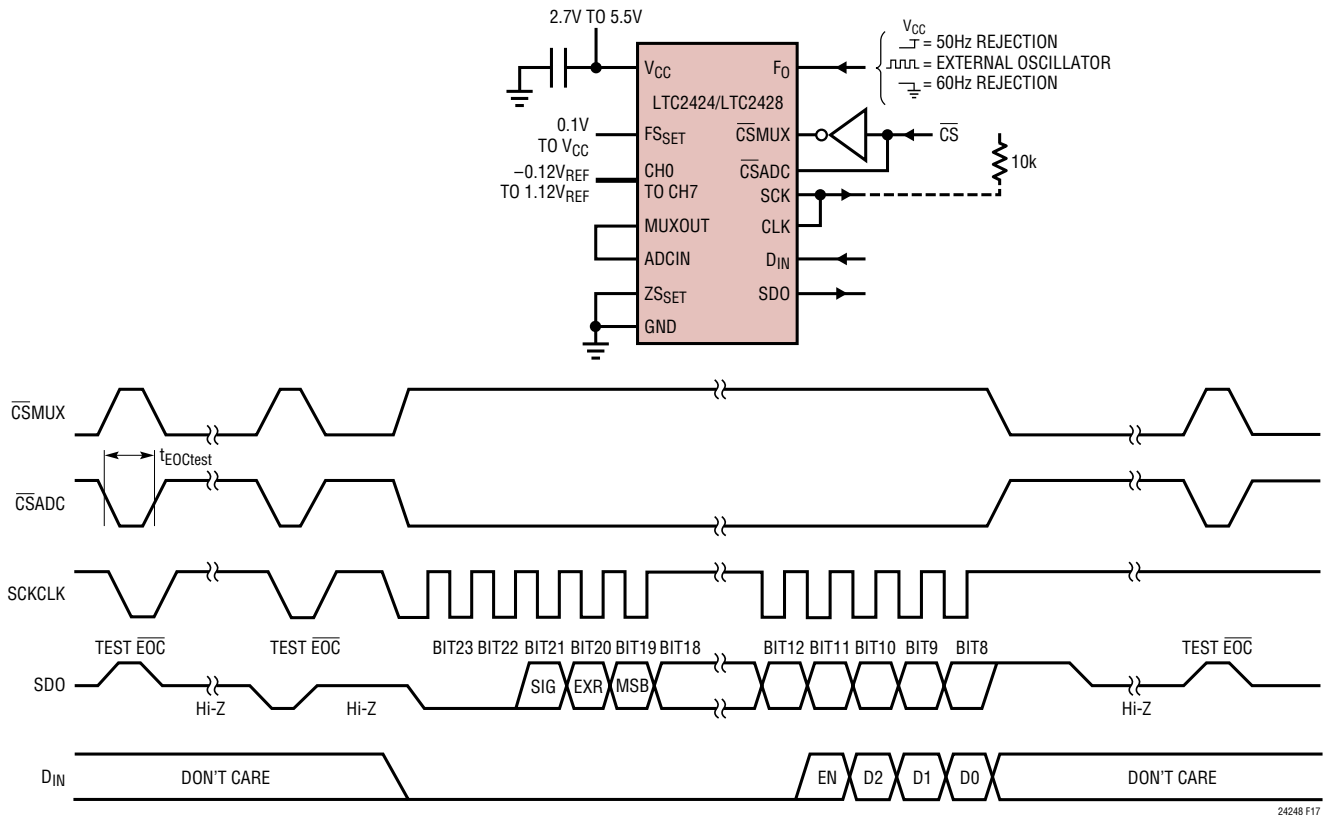 2.7V TO 5.5V
VCC
= 50Hz REJECTION
= EXTERNAL OSCILLATOR
= 60Hz REJECTION
VCC
FO
LTC2424/LTC2428
0.1V
TO VCC
FSSET
CSMUX
CS
−0.12VREF
TO 1.12VREF
CH0
TO CH7
CSADC
10k
SCK
MUXOUT
CLK
ADCIN
DIN
ZSSET
SDO
GND
CSMUX
tEOCtest
CSADC
SCKCLK
TEST EOC
TEST EOC
BIT23 BIT22 BIT21 BIT20 BIT19 BIT18
BIT12 BIT11 BIT10 BIT9 BIT8
TEST EOC
SDO
SIG
EXR
MSB
Hi-Z
Hi-Z
Hi-Z
DIN
DON'T CARE
EN
D2
D1
D0
DON'T CARE
24248 F17